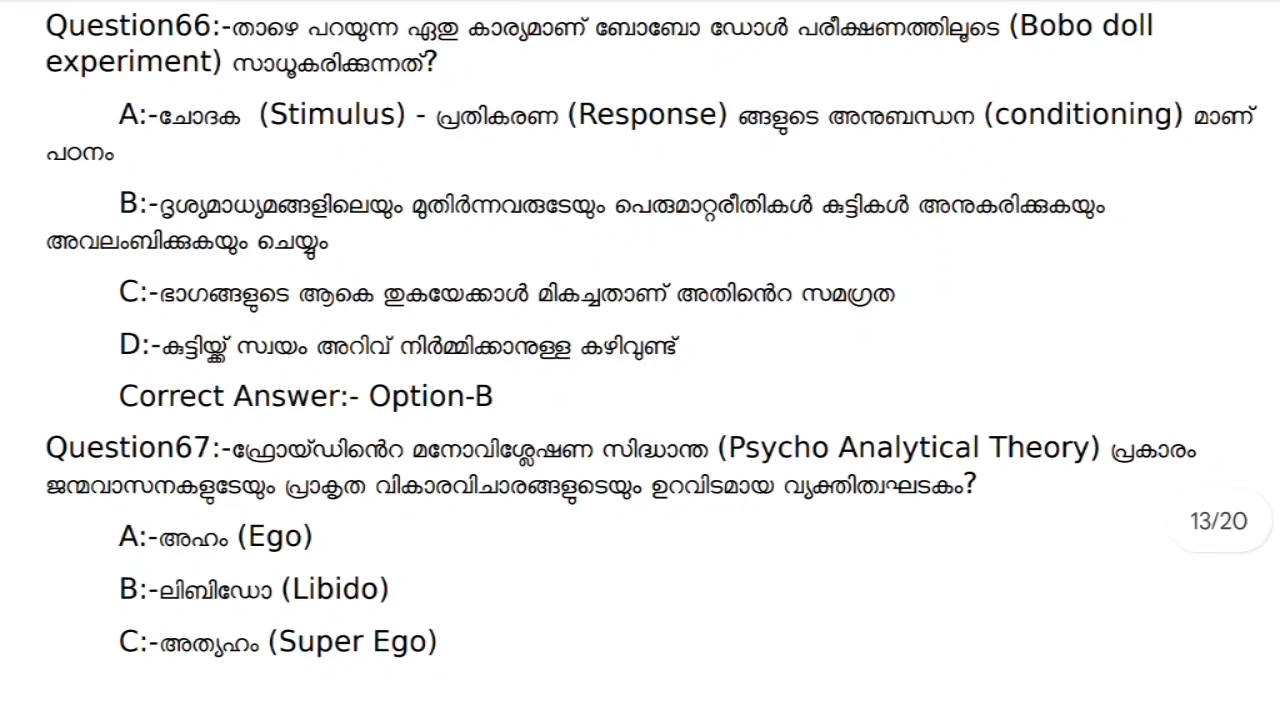 Question66:-താഴെ പറയുന്ന ഏതു കാര്യമാണ് ബോബോ ഡോൾ പരീക്ഷണത്തിലൂടെ (Bobo doll
experiment) സാധൂകരിക്കുന്നത്?
A:-ചോദക (Stimulus) - പ്രതികരണ (Response) ങ്ങളുടെ അനുബന്ധന (conditioning) മാണ്
പഠനം
B:-ദൃശ്യമാധ്യമങ്ങളിലെയും മുതിർന്നവരുടേയും പെരുമാറ്റരീതികൾ കുട്ടികൾ അനുകരിക്കുകയും
അവലംബിക്കുകയും ചെയ്യും
C:-ഭാഗങ്ങളുടെ ആകെ തുകയേക്കാൾ മികച്ചതാണ് അതിൻെറ സമഗ്രത
D:-കുട്ടിയ്ക്ക് സ്വയം അറിവ് നിർമ്മിക്കാനുള്ള കഴിവുണ്ട്
Correct Answer:- Option-B
Question67:-ഫ്രോയ്ഡിൻെറ മനോവിശ്ലേഷണ സിദ്ധാന്ത (Psycho Analytical Theory) പ്രകാരം
ജന്മവാസനകളുടേയും പ്രാകൃത വികാരവിചാരങ്ങളുടെയും ഉറവിടമായ വ്യക്തിത്വഘടകം?
13/20
A:-അഹം (Ego)
B:-ലിബിഡോ (Libido)
C:-അത്യഹം (Super Ego)